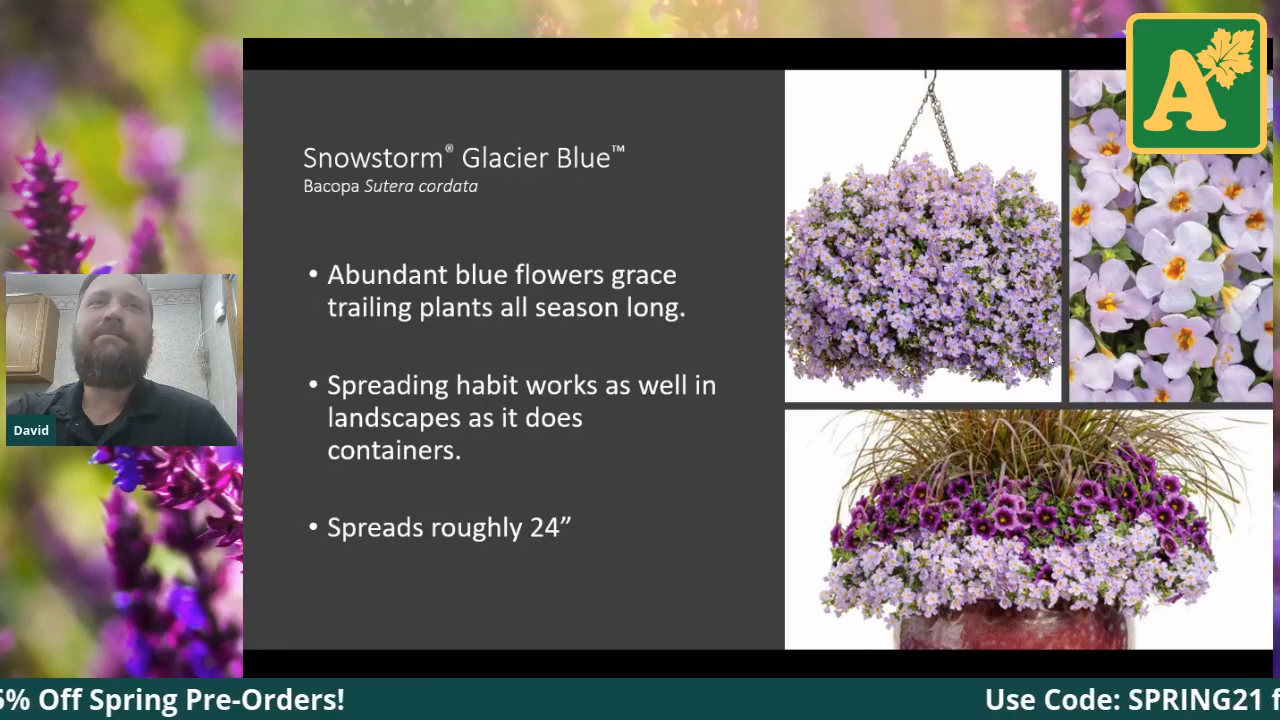 A
Snowstorm® Glacier Blue™
Bacopa Sutera cordata
• Abundant blue flowers grace
trailing plants all season long.
• Spreading habit works as well in
landscapes as it does
containers.
• Spreads roughly 24”
David
% Off Spring Pre-Orders!
Use Code: SPRING21 f